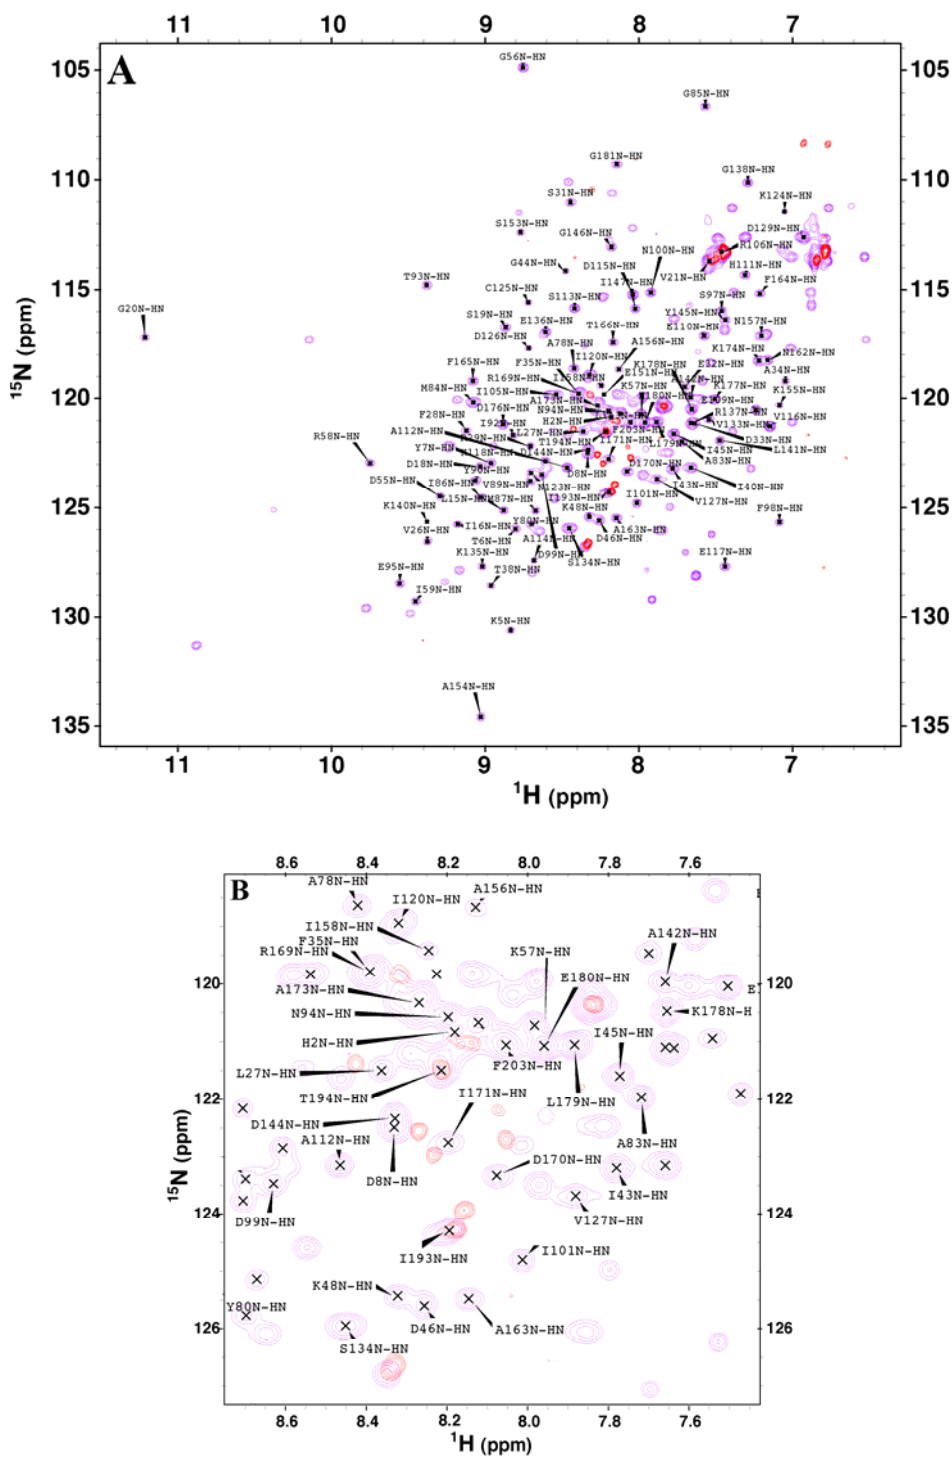 11 10 9 8 7
A
105 105
G56N-HN
G85N-HN
G181N-HN
G138N-HN
110 110
S31N-HN
K124N-HN
S153N-HN
D129N-HN
G146N-HN
N100N-HN
R106N-HN
G44N-HN
D115N-HN
H111N-HN
T93N-HN
I147N-HN
V21N-HN
F164N-HN
115 115
C125N-HN
S113N-HN
S97N-HN
G20N-HN
S19N-HN
E136N-HN
T166N-HN
Y145N-HN
N157N-HN
D126N-HN
A78N-HN
A156N-HN
E110N-HN
K174N-HN
N162N-HN
F165N-HN
F35N-HN
I120N-HN
K178N-HN
E32N-HN
A34N-HN
R169N-HN
I158N-HN
E151N-HN
A142N-HN
M84N-HN
I105N-HN
K57N-HN
K177N-HN
K155N-HN
120 120
D176N-HN
A173N-HN
E109N-HN
N94N-HN
R137N-HN
V116N-HN
F28N-HN
I92N-HN
H2N-HN
V133N-HN
A112N-HN
L27N-HN
F203N-HN
E180N-HN
D33N-HN
R58N-HN
T194N-HN
I171N-HN
L179N-HN
L141N-HN
Y7N-HN
K118N-HN
D144N-HN
I45N-HN
D18N-HN
Y90N-HN
D8N-HN
D170N-HN
A83N-HN
D55N-HN
I86N-HN
V89N-HN
N123N-HN
I43N-HN
I40N-HN
L15N-HN
I193N-HN
I101N-HN
V127N-HN
K140N-HN
K48N-HN
F98N-HN
125 125
V26N-HN
I16N-HN
Y80N-HN
D46N-HN
A163N-HN
T6N-HN
A114N-HN
K135N-HN
D99N-HN
S134N-HN
E117N-HN
E95N-HN
T38N-HN
I59N-HN
130 130
K5N-HN
A154N-HN
135 135
15N (ppm)
11 10 9 8 7
1H (ppm)
8.6 8.4 8.2 8.0 7.8 7.6
B
A78N-HN
A156N-HN
I120N-HN
I158N-HN
A142N-HN
F35N-HN
R169N-HN
K57N-HN
E180N-HN
120 120
A173N-HN
N94N-HN
K178N-H
H2N-HN
I45N-HN
F203N-HN
L27N-HN
T194N-HN
I171N-HN
L179N-HN
122 122
D144N-HN
A112N-HN
A83N-HN
D8N-HN
D170N-HN
I43N-HN
D99N-HN
V127N-HN
124 124
I193N-HN
I101N-HN
K48N-HN
Y80N-HN
D46N-HN
A163N-HN
126 126
S134N-HN
15N (ppm)
8.6 8.4 8.2 8.0 7.8 7.6
1H (ppm)